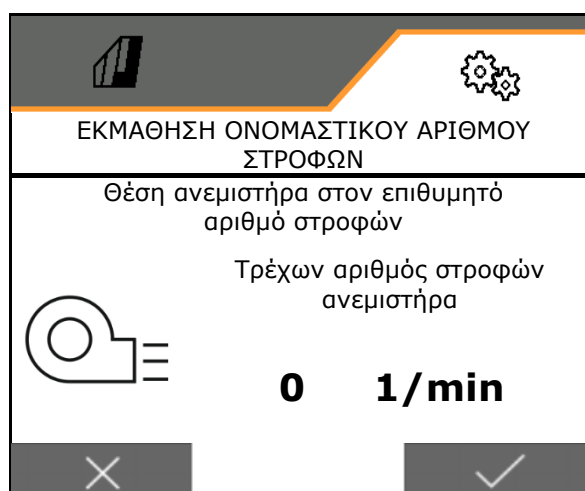 ΕΚΜΑΘΗΣΗ ΟΝΟΜΑΣΤΙΚΟΥ ΑΡΙΘΜΟΥ
ΣΤΡΟΦΩΝ
Θέση ανεμιστήρα στον επιθυμητό
αριθμό στροφών
Τρέχων αριθμός στροφών
ανεμιστήρα
0 1/min